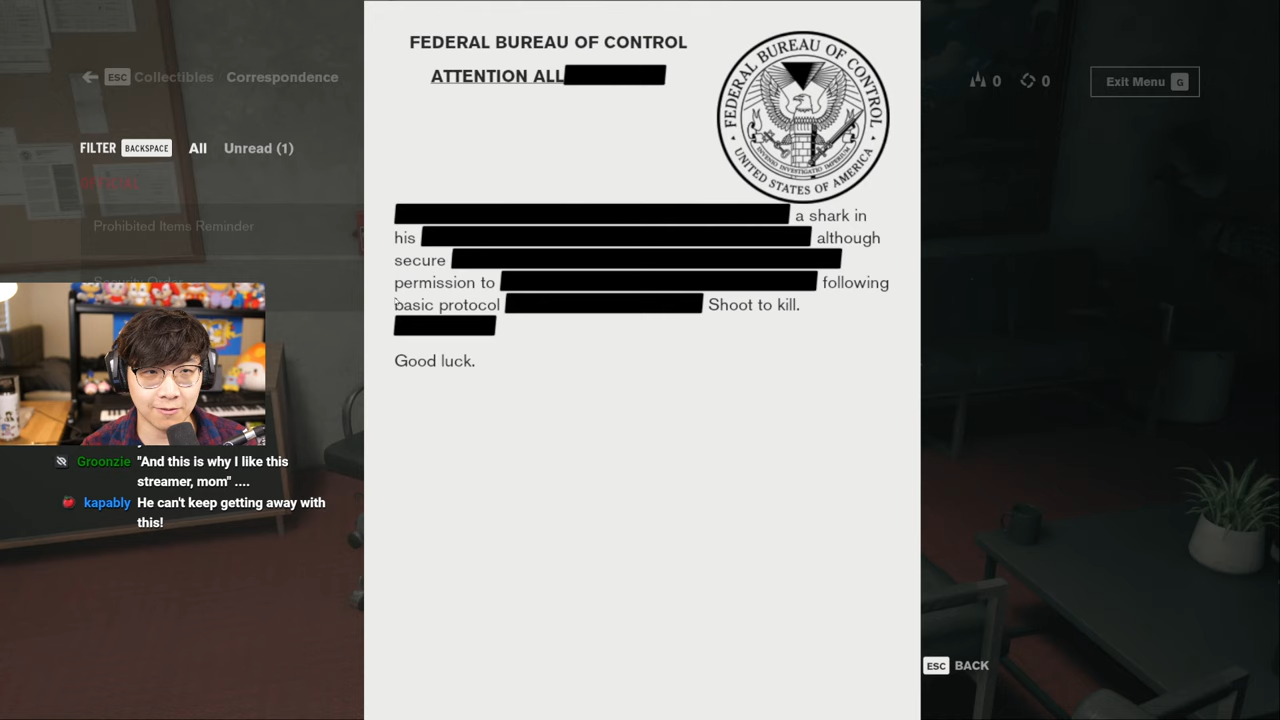 FEDERAL BUREAU OF CONTROL
ATTENTION ALL
FEDERAL BUREAU OF CONTROL
INVENIO INVESTIGATIO IMPERIUM
UNITED STATES OF AMERICA
ESC Collectibles Correspondence
0 0
Exit Menu G
FILTER BACKSPACE All Unread (1)
Prohibited Items Reminder
a shark in
his although
secure
permission to following
basic protocol Shoot to kill.
Good luck.
Groonzie "And this is why I like this
streamer, mom" ....
kapably He can't keep getting away with
this!
ESC BACK